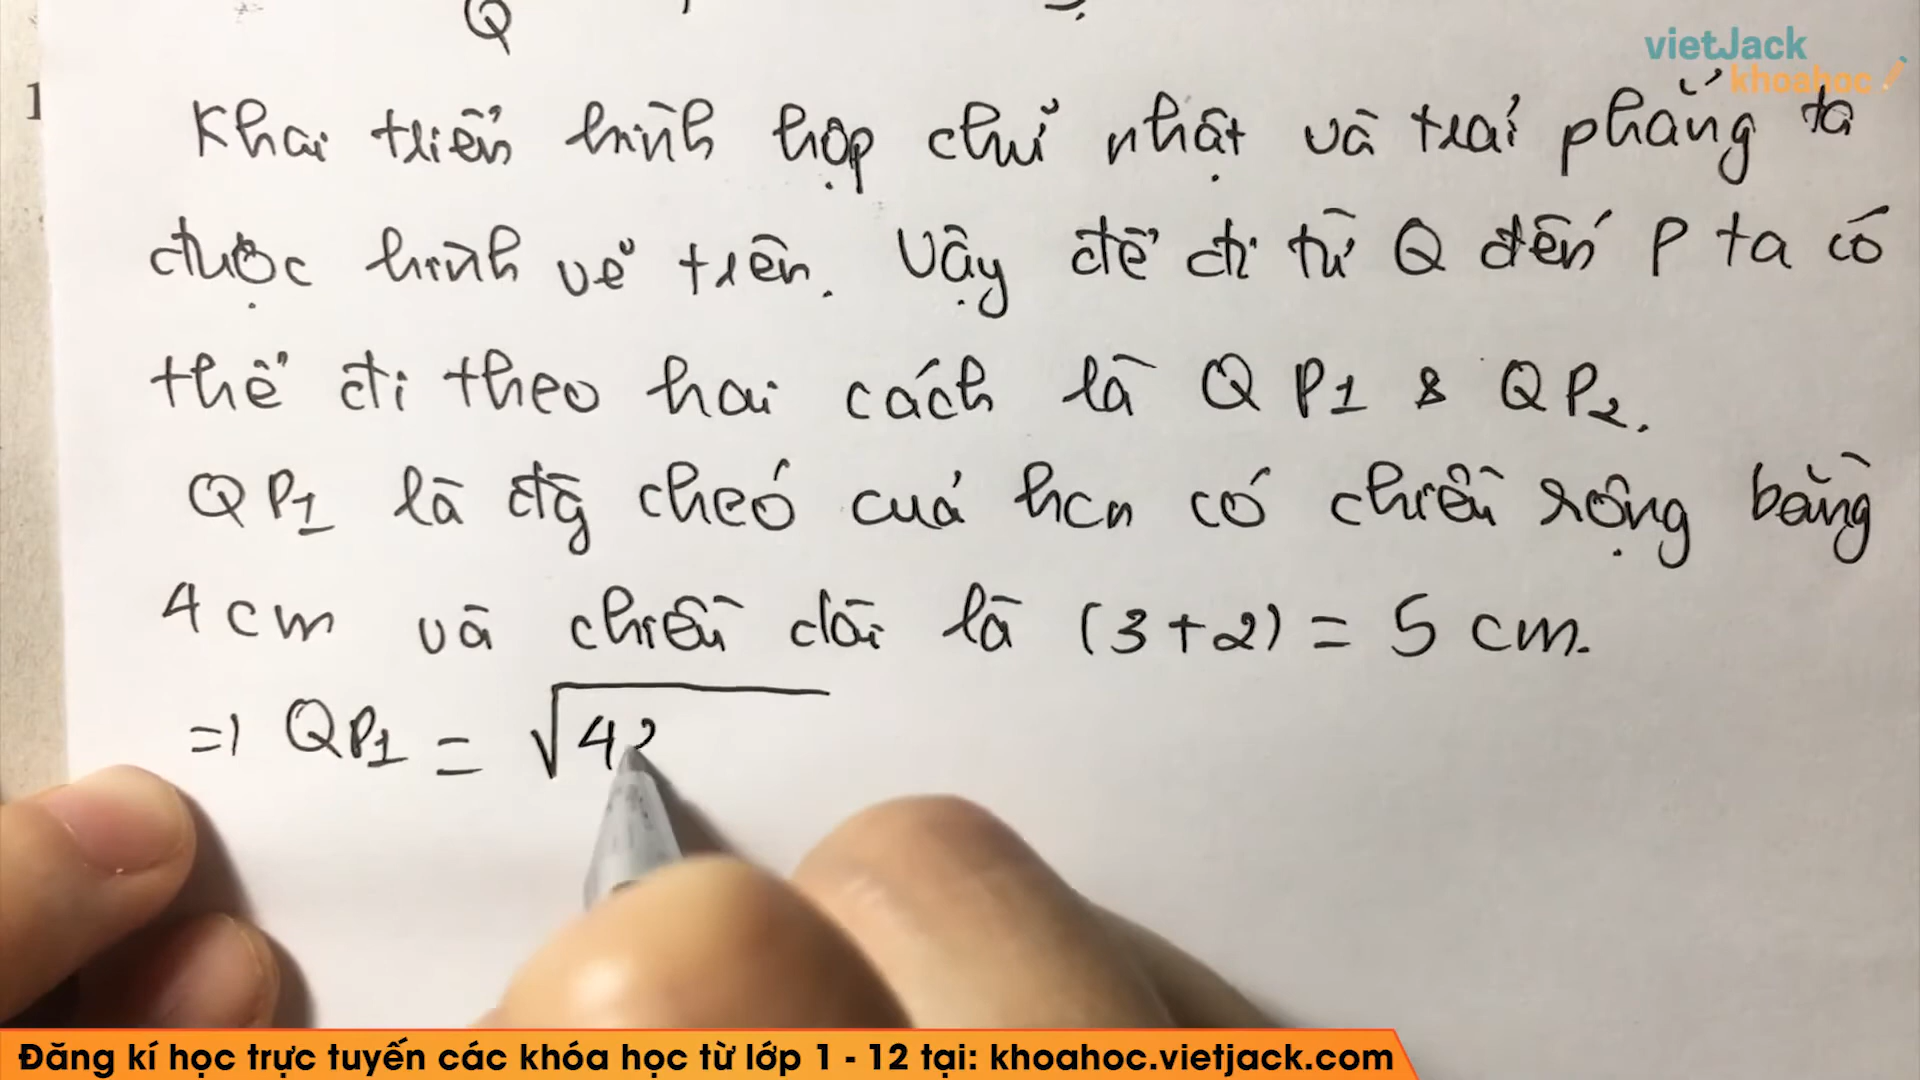 Q
vietJack
khoahoc
1
Khai triển hình hộp chữ nhật và trải phẳng ta
được hình vẽ trên. Vậy để đi từ Q đến P ta có
thể đi theo hai cách là QP1 & QP2.
QP1 là đg chéo của hcn có chiều rộng bằng
4 cm và chiều dài là (3+2) = 5 cm.
=> QP1 = √42
Đăng kí học trực tuyến các khóa học từ lớp 1 - 12 tại: khoahoc.vietjack.com